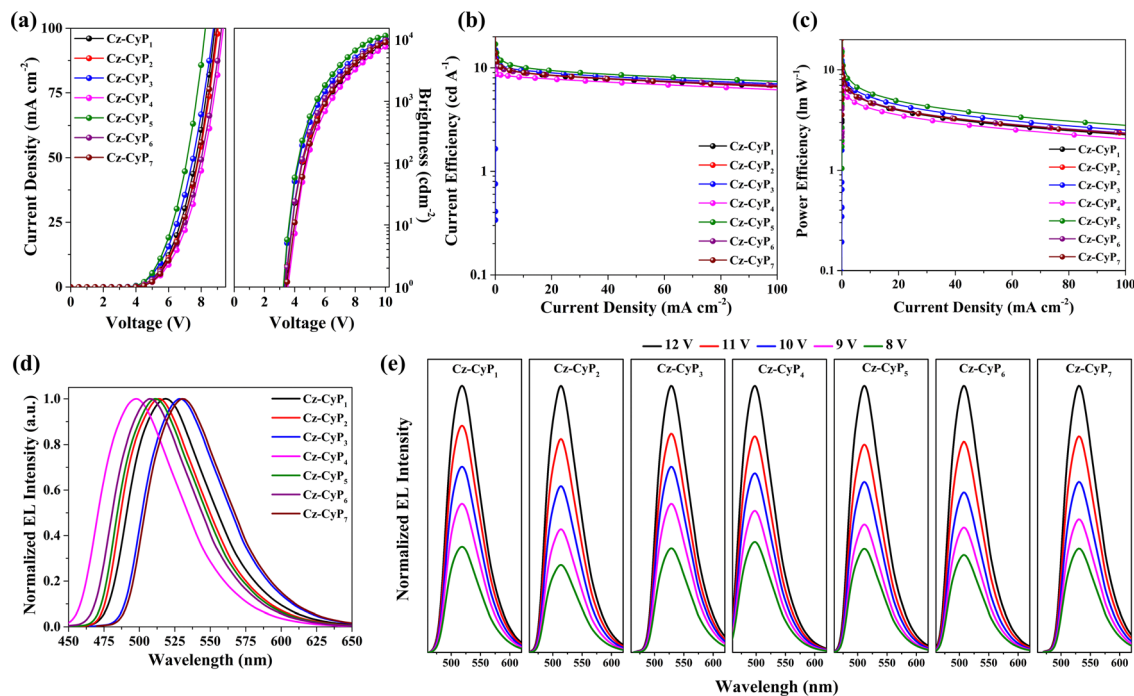 (a)
100
75
50
25
0
Current Density (mA cm⁻²)
Cz-CyP₁
Cz-CyP₂
Cz-CyP₃
Cz-CyP₄
Cz-CyP₅
Cz-CyP₆
Cz-CyP₇
0 2 4 6 8
Voltage (V)
0 2 4 6 8 10
Voltage (V)
10⁴
10³
10²
10¹
10⁰
Brightness (cdm⁻²)
(b)
10
1
0.1
Current Efficiency (cd A⁻¹)
Cz-CyP₁
Cz-CyP₂
Cz-CyP₃
Cz-CyP₄
Cz-CyP₅
Cz-CyP₆
Cz-CyP₇
0 20 40 60 80 100
Current Density (mA cm⁻²)
(c)
10
1
0.1
Power Efficiency (lm W⁻¹)
Cz-CyP₁
Cz-CyP₂
Cz-CyP₃
Cz-CyP₄
Cz-CyP₅
Cz-CyP₆
Cz-CyP₇
0 20 40 60 80 100
Current Density (mA cm⁻²)
(d)
1.0
0.8
0.6
0.4
0.2
0.0
Normalized EL Intensity (a.u.)
Cz-CyP₁
Cz-CyP₂
Cz-CyP₃
Cz-CyP₄
Cz-CyP₅
Cz-CyP₆
Cz-CyP₇
450 475 500 525 550 575 600 625 650
Wavelength (nm)
(e)
12 V 11 V 10 V 9 V 8 V
Cz-CyP₁ Cz-CyP₂ Cz-CyP₃ Cz-CyP₄ Cz-CyP₅ Cz-CyP₆ Cz-CyP₇
Normalized EL Intensity
500 550 600 500 550 600 500 550 600 500 550 600 500 550 600 500 550 600 500 550 600
Wavelengh (nm)